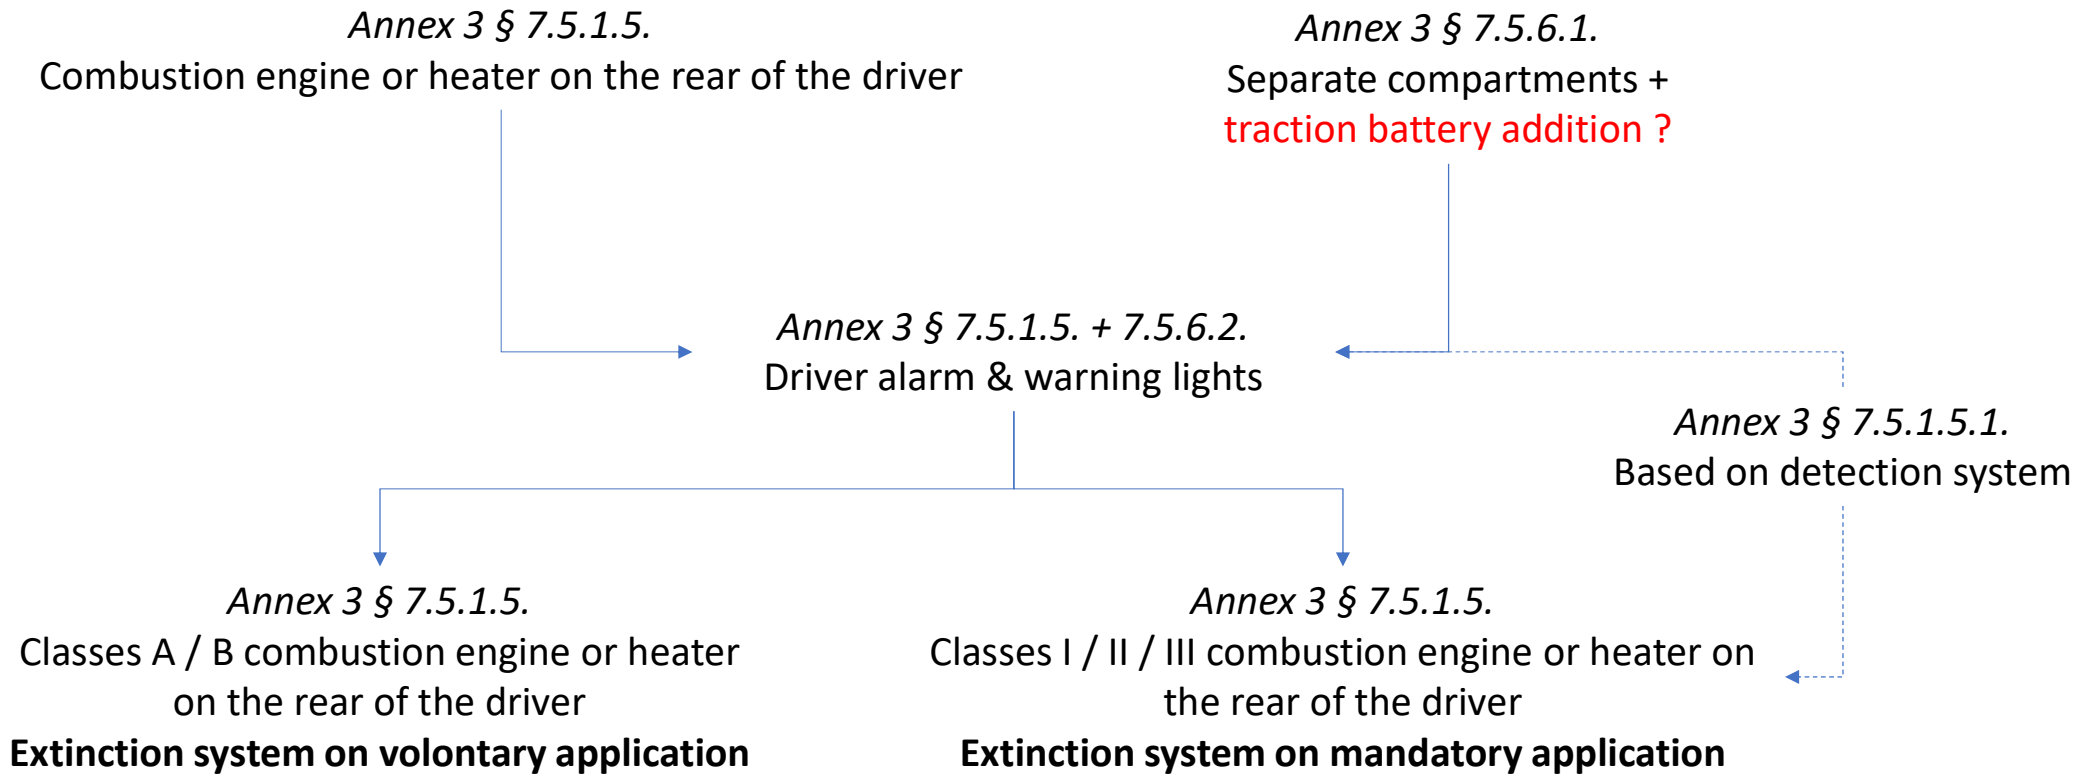 Annex 3 § 7.5.1.5.
Combustion engine or heater on the rear of the driver
Annex 3 § 7.5.6.1.
Separate compartments +
traction battery addition ?
Annex 3 § 7.5.1.5. + 7.5.6.2.
Driver alarm & warning lights
Annex 3 § 7.5.1.5.1.
Based on detection system
Annex 3 § 7.5.1.5.
Classes A / B combustion engine or heater
on the rear of the driver
Extinction system on volontary application
Annex 3 § 7.5.1.5.
Classes I / II / III combustion engine or heater on
the rear of the driver
Extinction system on mandatory application